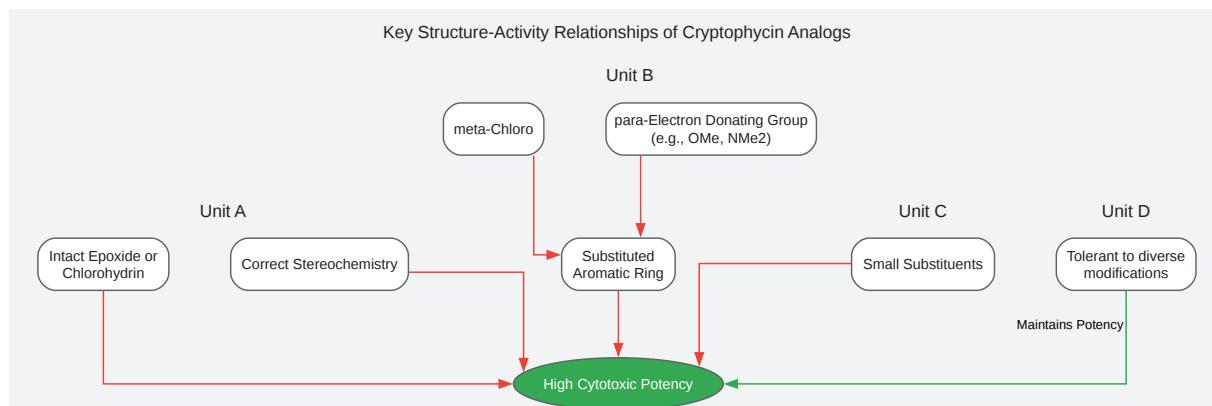 Key Structure-Activity Relationships of Cryptophycin Analogs
Unit B
meta-Chloro
para-Electron Donating Group
(e.g., OMe, NMe2)
Unit A
Intact Epoxide or
Chlorohydrin
Correct Stereochemistry
Substituted
Aromatic Ring
Unit C
Small Substituents
Unit D
Tolerant to diverse
modifications
Maintains Potency
High Cytotoxic Potency